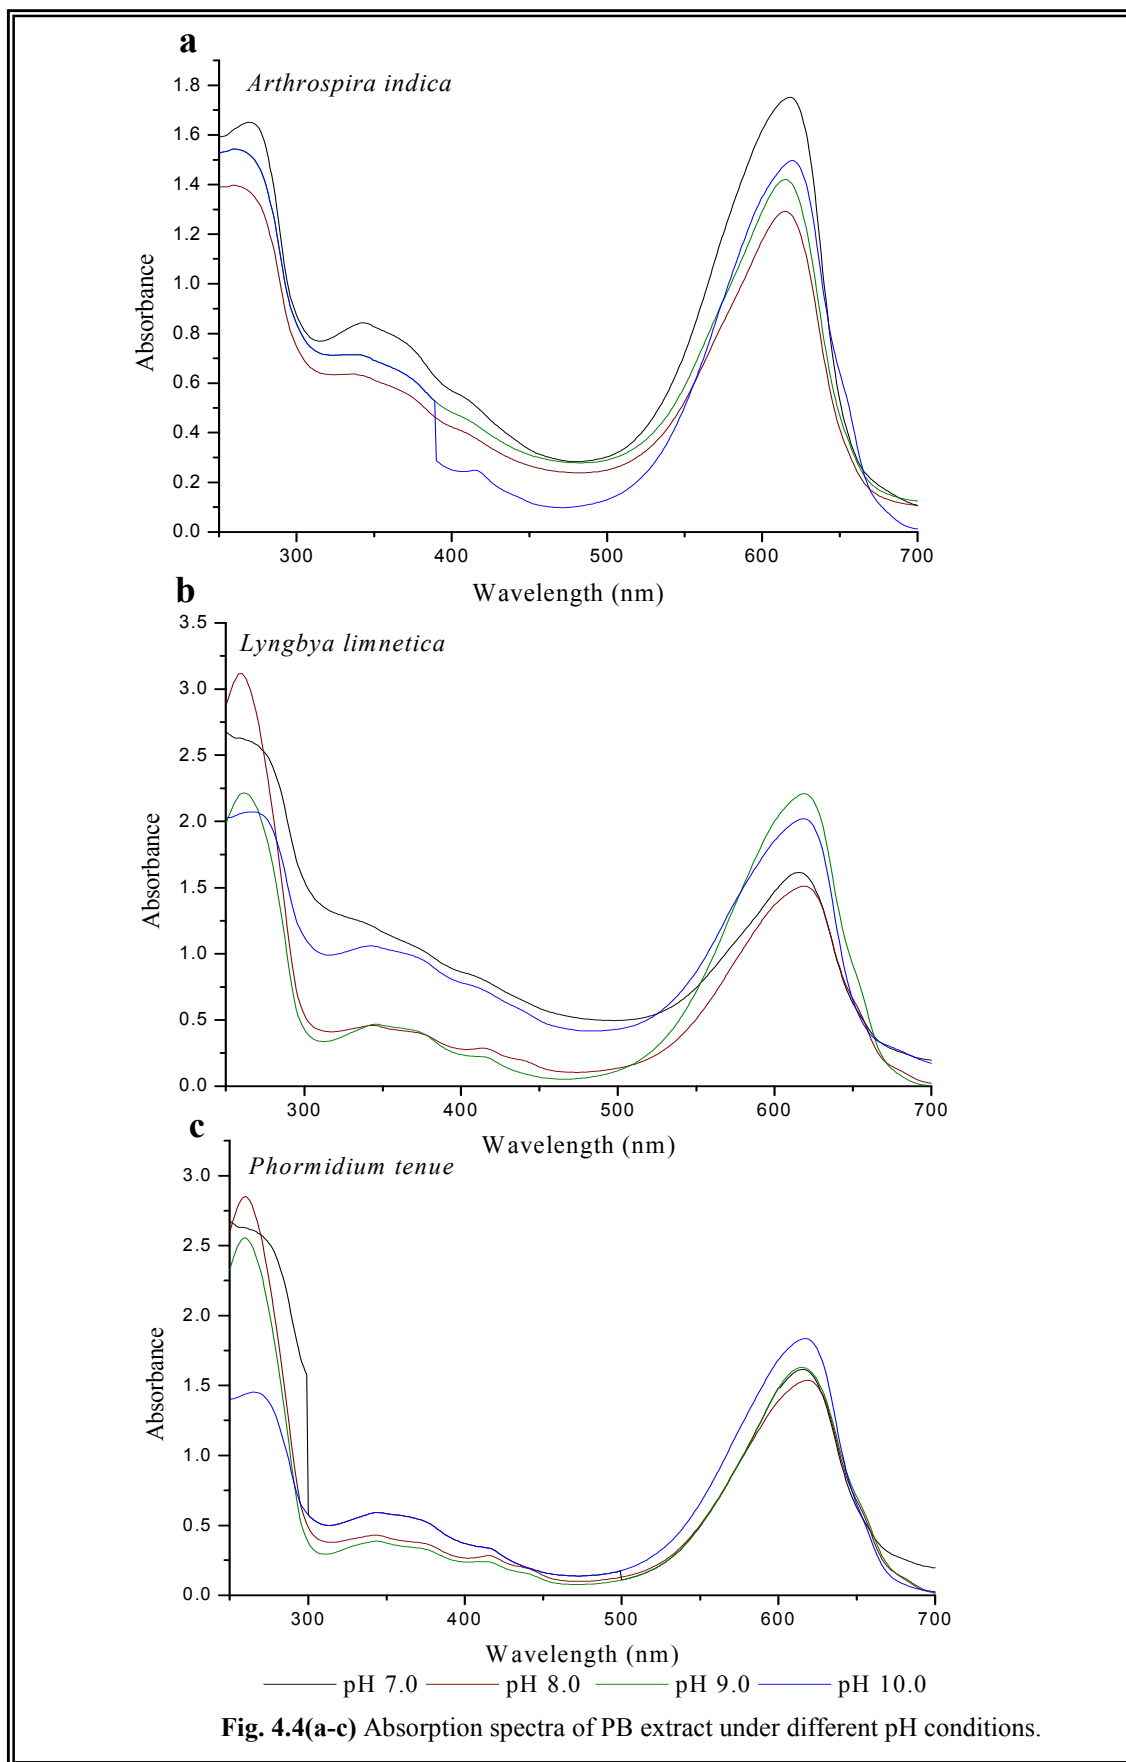 a
Arthrospira indica
1.8
1.6
1.4
1.2
1.0
0.8
0.6
0.4
0.2
0.0
Absorbance
300 400 500 600 700
Wavelength (nm)
b
Lyngbya limnetica
3.5
3.0
2.5
2.0
1.5
1.0
0.5
0.0
Absorbance
300 400 500 600 700
Wavelength (nm)
c
Phormidium tenue
3.0
2.5
2.0
1.5
1.0
0.5
0.0
Absorbance
300 400 500 600 700
Wavelength (nm)
pH 7.0 pH 8.0 pH 9.0 pH 10.0
Fig. 4.4(a-c) Absorption spectra of PB extract under different pH conditions.